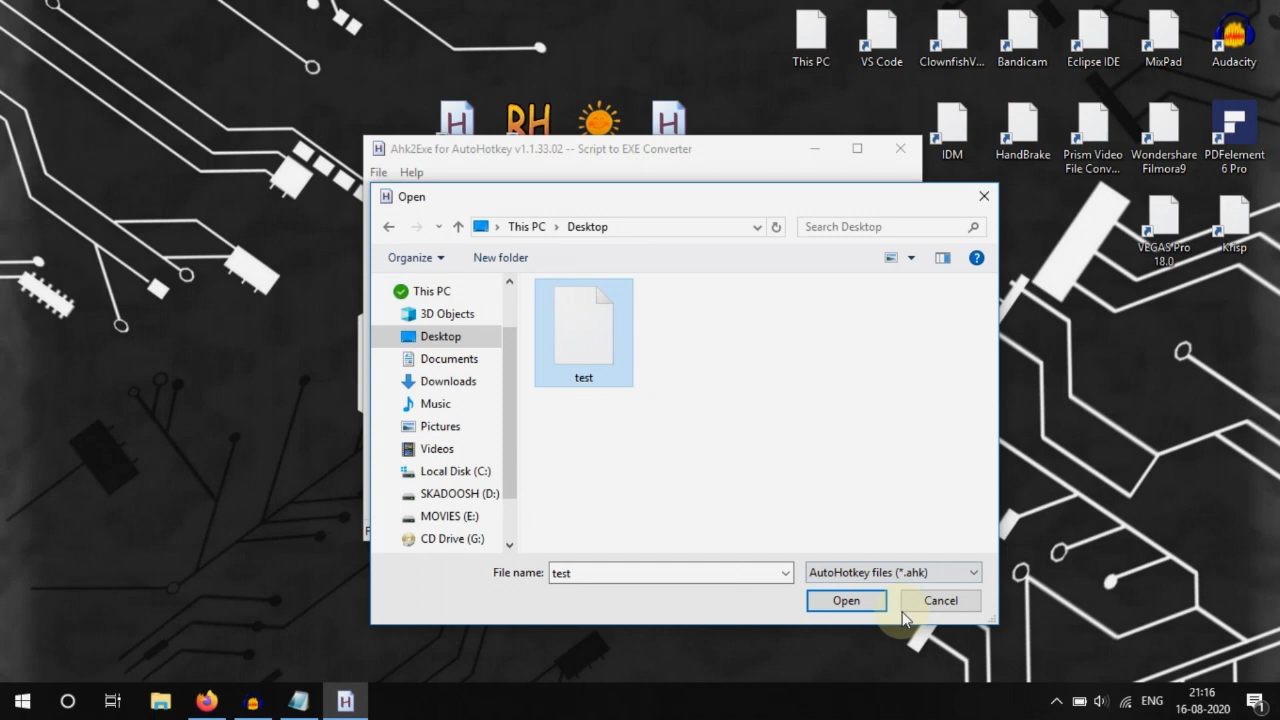 This PC
VS Code
ClownfishV...
Bandicam
Eclipse IDE
MixPad
Audacity
H
RH
H
IDM
HandBrake
Prism Video
File Conv...
Wondershare
Filmora9
PDFelement
6 Pro
VEGAS Pro
18.0
Krisp
Ahk2Exe for AutoHotkey v1.1.33.02 -- Script to EXE Converter
File Help
Open
This PC > Desktop
Search Desktop
Organize
New folder
This PC
3D Objects
Desktop
Documents
Downloads
Music
Pictures
Videos
Local Disk (C:)
SKADOOSH (D:)
MOVIES (E:)
CD Drive (G:)
test
File name:
test
AutoHotkey files (*.ahk)
Open
Cancel
ENG
21:16
16-08-2020
1